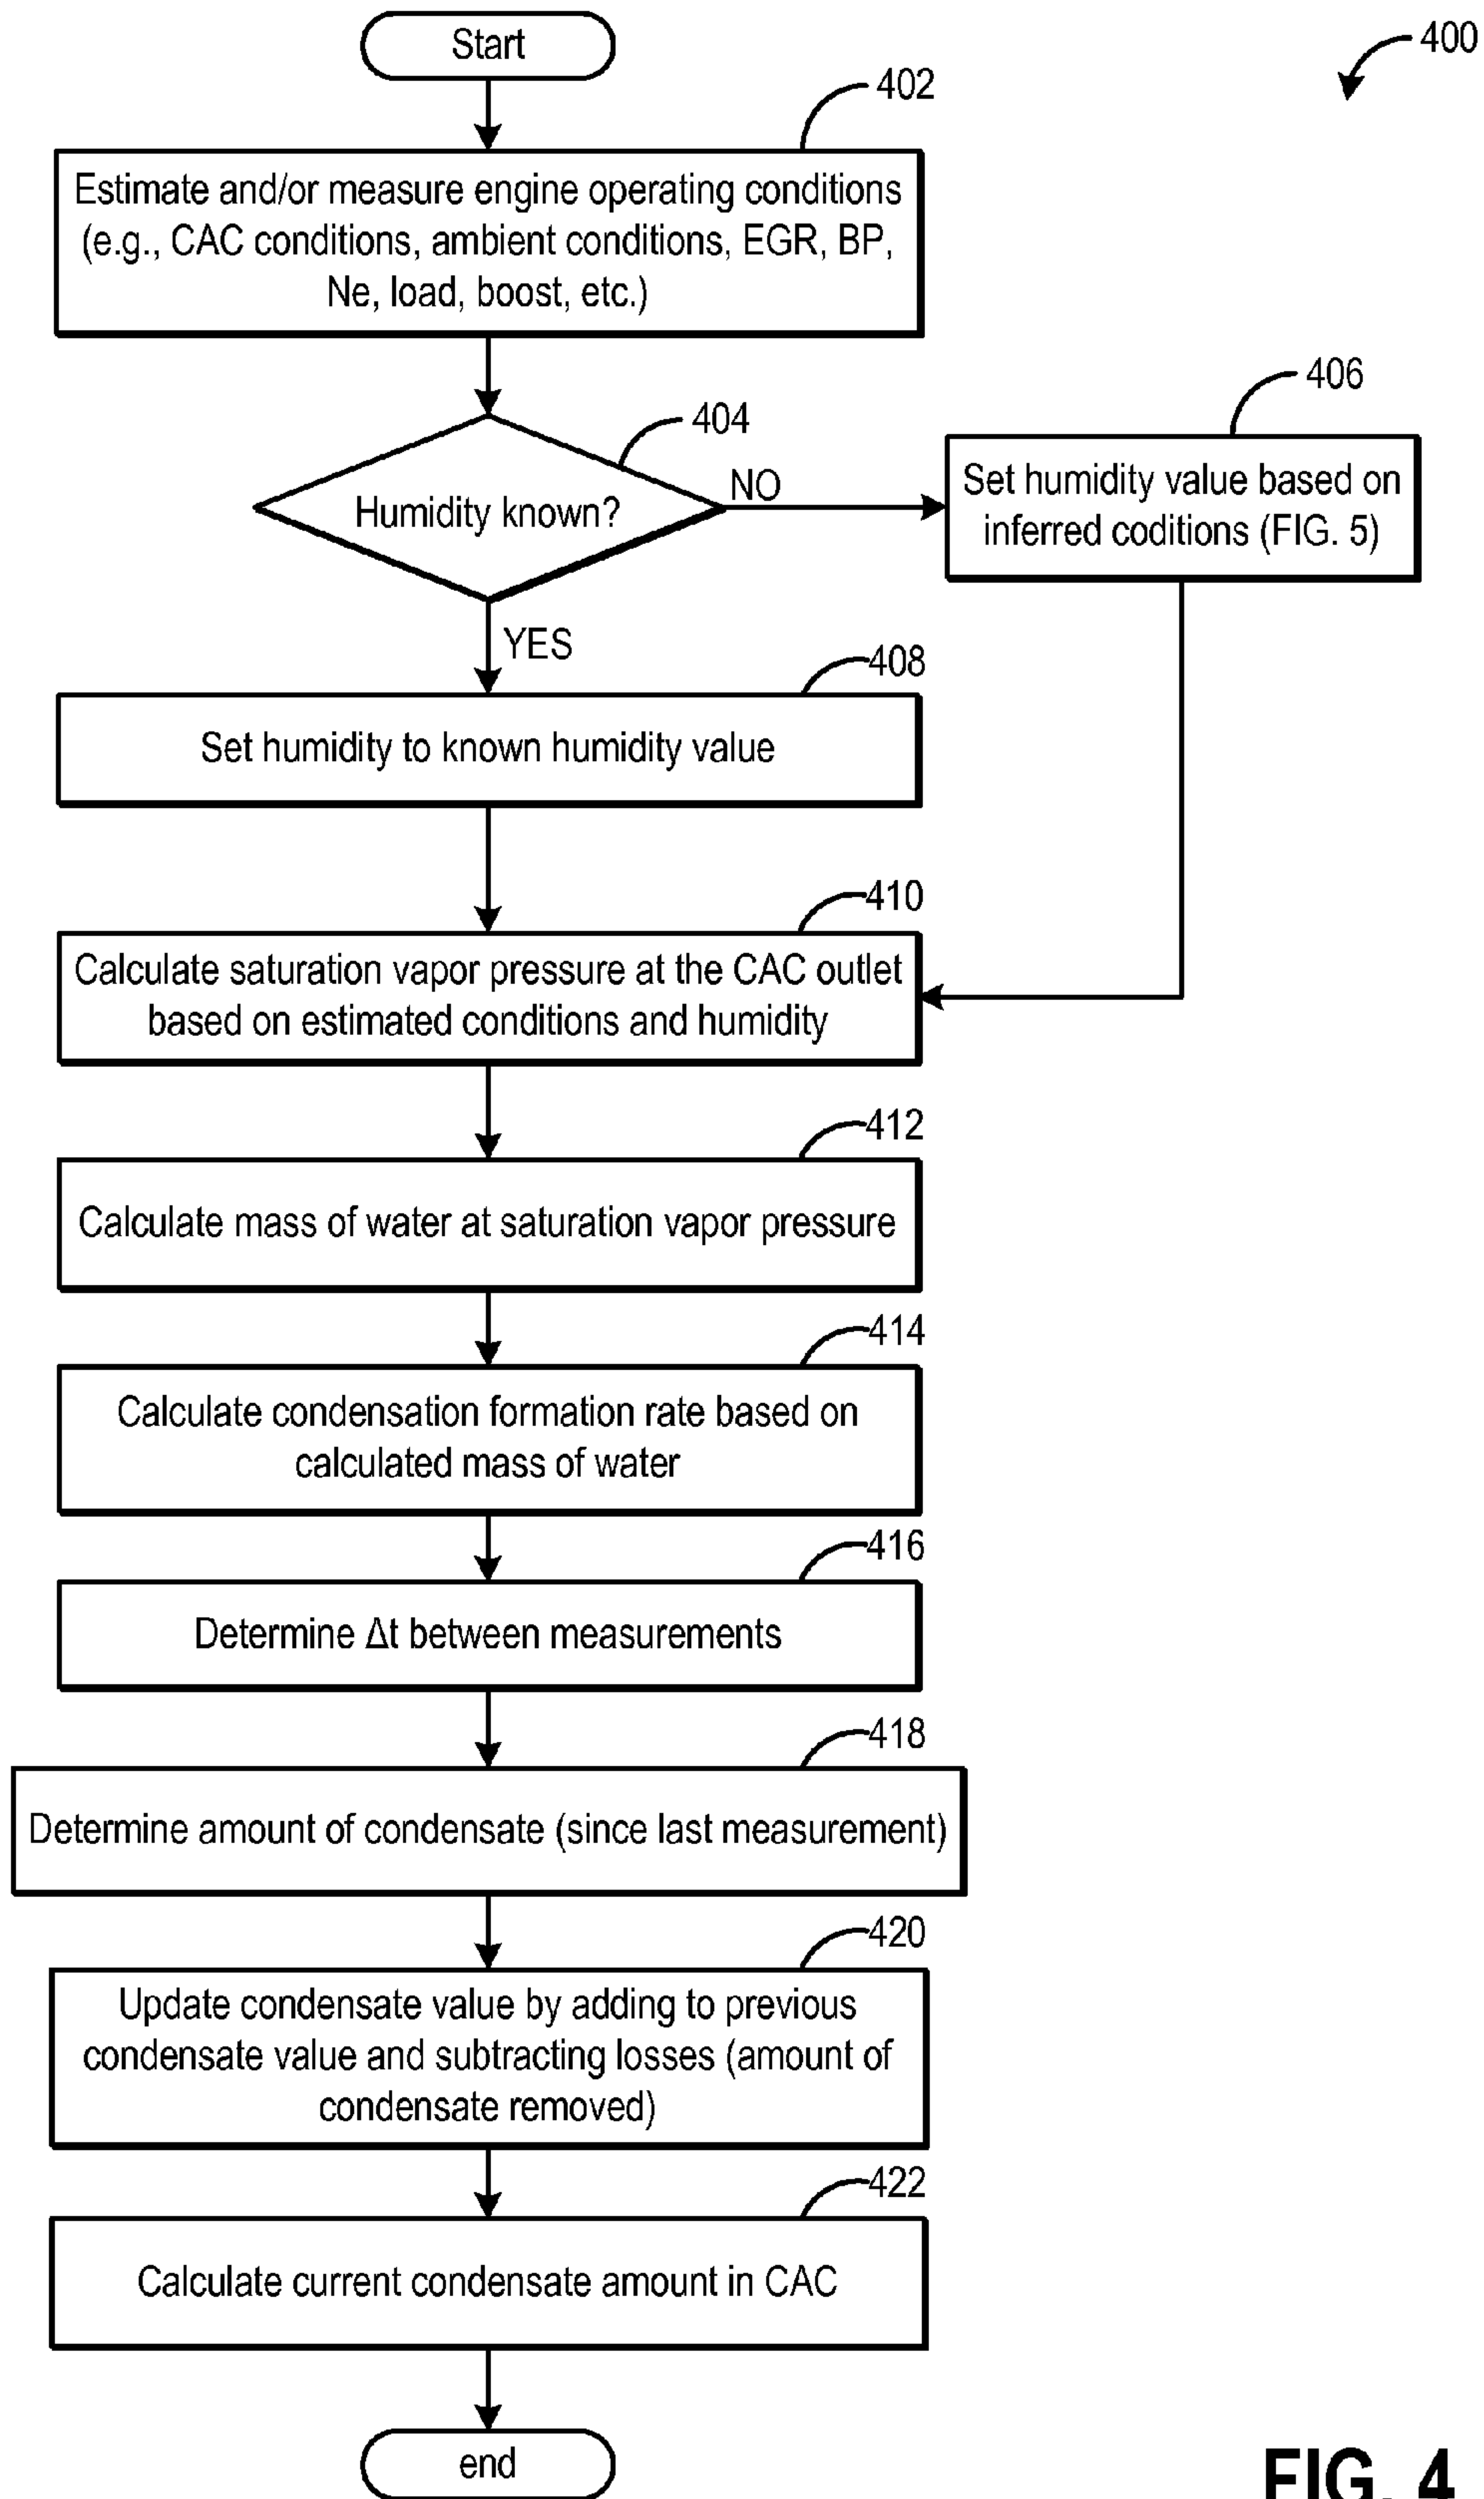 Start
400
402
Estimate and/or measure engine operating conditions
(e.g., CAC conditions, ambient conditions, EGR, BP,
Ne, load, boost, etc.)
404
Humidity known?
NO
406
Set humidity value based on
inferred coditions (FIG. 5)
YES
408
Set humidity to known humidity value
410
Calculate saturation vapor pressure at the CAC outlet
based on estimated conditions and humidity
412
Calculate mass of water at saturation vapor pressure
414
Calculate condensation formation rate based on
calculated mass of water
416
Determine Δt between measurements
418
Determine amount of condensate (since last measurement)
420
Update condensate value by adding to previous
condensate value and subtracting losses (amount of
condensate removed)
422
Calculate current condensate amount in CAC
end
FIG. 4